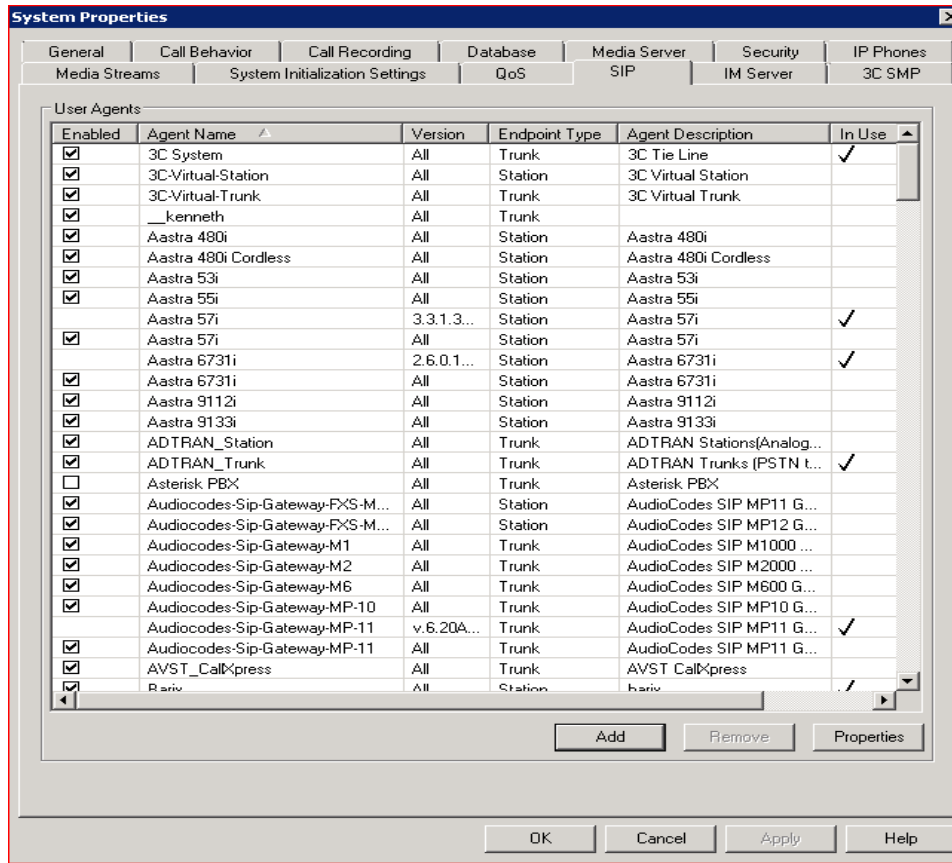 System Properties
General Call Behavior Call Recording Database Media Server Security IP Phones
Media Streams System Initialization Settings QoS SIP IM Server 3C SMP
User Agents
Enabled Agent Name Version Endpoint Type Agent Description In Use
3C System All Trunk 3C Tie Line
3C-Virtual-Station All Station 3C Virtual Station
3C-Virtual-Trunk All Trunk 3C Virtual Trunk
__kenneth All Trunk
Aastra 480i All Station Aastra 480i
Aastra 480i Cordless All Station Aastra 480i Cordless
Aastra 53i All Station Aastra 53i
Aastra 55i All Station Aastra 55i
Aastra 57i 3.3.1.3... Station Aastra 57i
Aastra 57i All Station Aastra 57i
Aastra 6731i 2.6.0.1... Station Aastra 6731i
Aastra 6731i All Station Aastra 6731i
Aastra 9112i All Station Aastra 9112i
Aastra 9133i All Station Aastra 9133i
ADTRAN_Station All Trunk ADTRAN Stations(Analog...
ADTRAN_Trunk All Trunk ADTRAN Trunks (PSTN t...
Asterisk PBX All Trunk Asterisk PBX
Audiocodes-Sip-Gateway-FXS-M... All Station AudioCodes SIP MP11 G...
Audiocodes-Sip-Gateway-FXS-M... All Station AudioCodes SIP MP12 G...
Audiocodes-Sip-Gateway-M1 All Trunk AudioCodes SIP M1000 ...
Audiocodes-Sip-Gateway-M2 All Trunk AudioCodes SIP M2000 ...
Audiocodes-Sip-Gateway-M6 All Trunk AudioCodes SIP M600 G...
Audiocodes-Sip-Gateway-MP-10 All Trunk AudioCodes SIP MP10 G...
Audiocodes-Sip-Gateway-MP-11 v.6.20A... Trunk AudioCodes SIP MP11 G...
Audiocodes-Sip-Gateway-MP-11 All Trunk AudioCodes SIP MP11 G...
AVST_CallXpress All Trunk AVST CallXpress
Barix All Station barix
Add Remove Properties
OK Cancel Apply Help